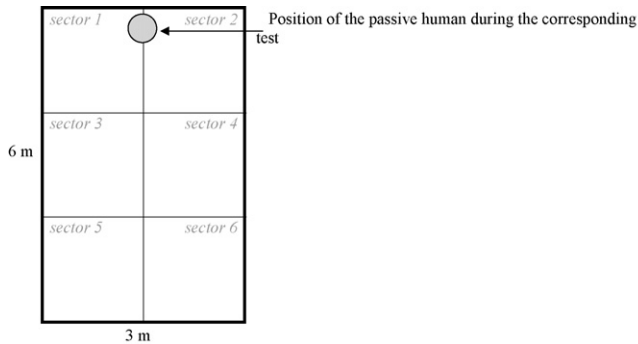 sector 1
sector 2
Position of the passive human during the corresponding
test
sector 3
sector 4
6 m
sector 5
sector 6
3 m